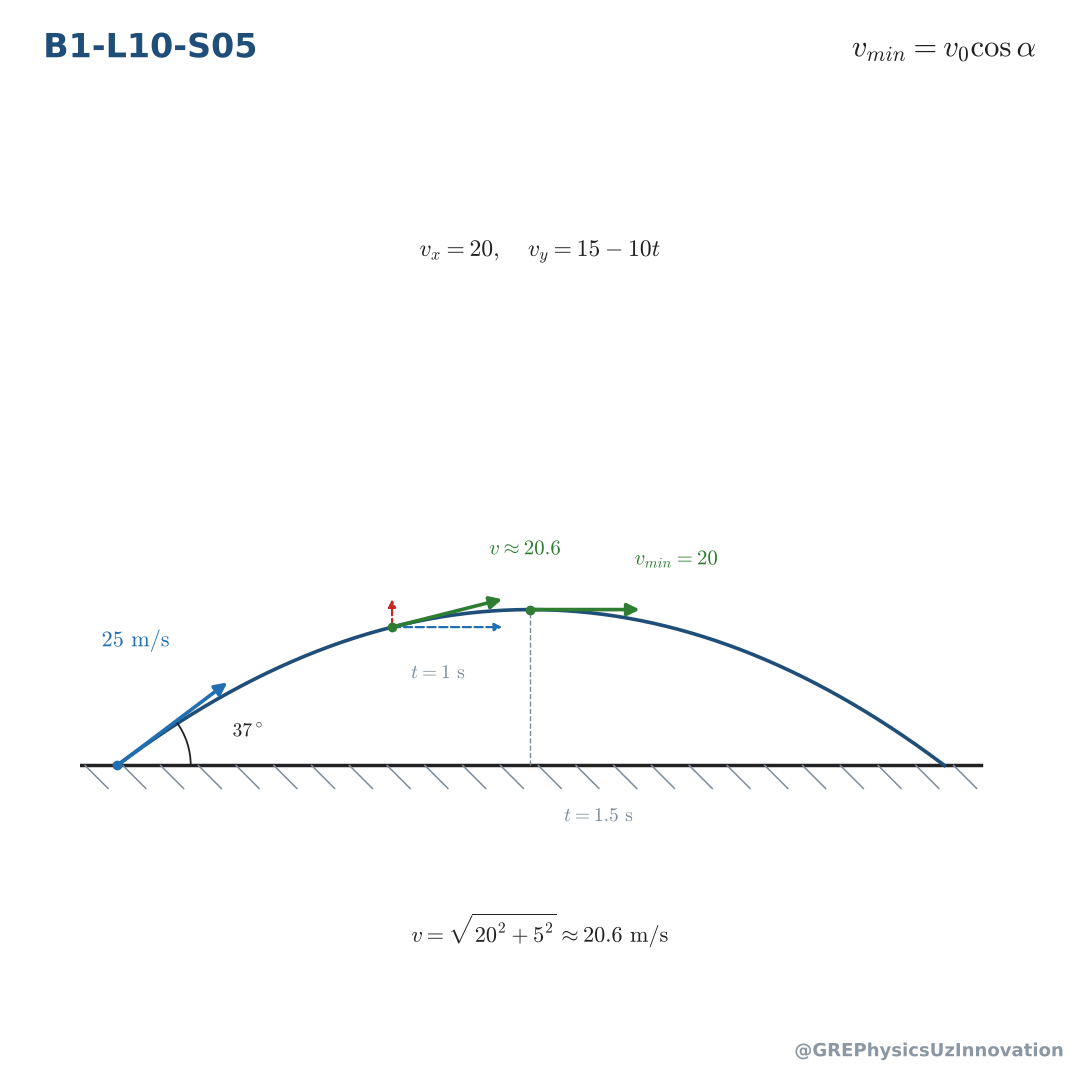 B1-L10-S05
v_{min} = v_0 cos α
v_x = 20, v_y = 15 − 10t
v ≈ 20.6
v_{min} = 20
25 m/s
t = 1 s
37°
t = 1.5 s
v = √(20² + 5²) ≈ 20.6 m/s
@GREPhysicsUzInnovation